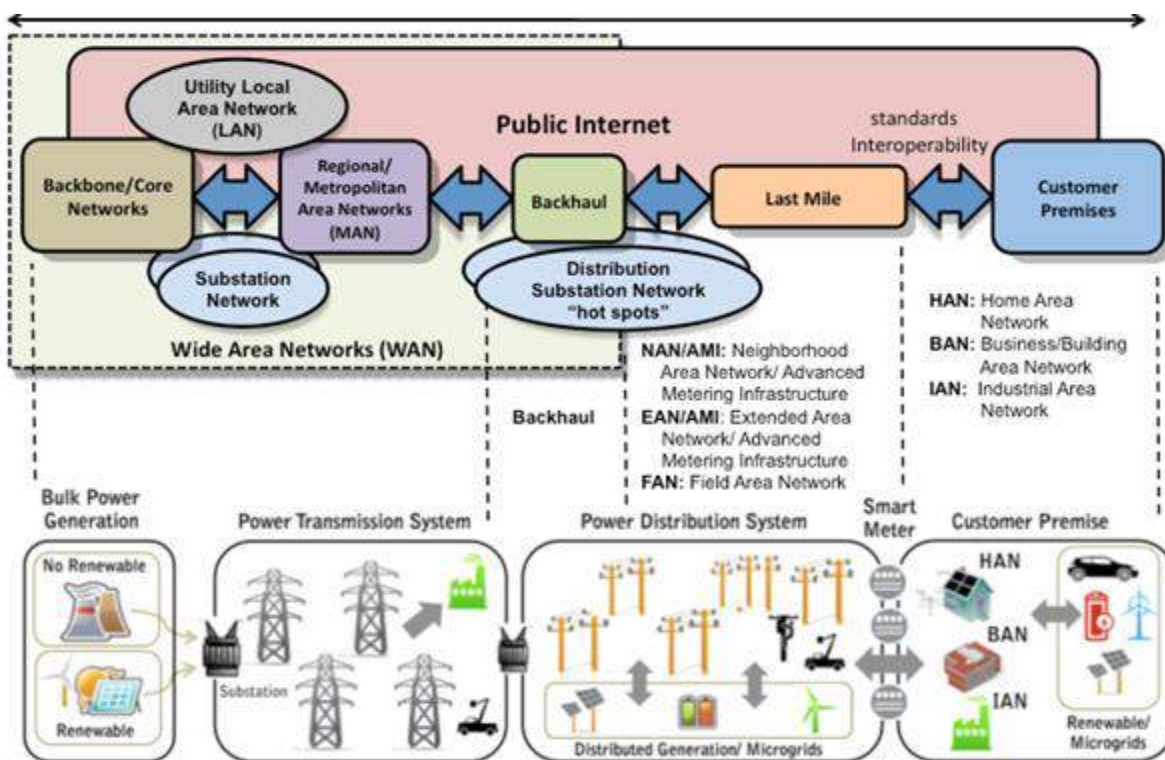 Utility Local
Area Network
(LAN)
Public Internet
standards
Interoperability
Backbone/Core
Networks
Regional/
Metropolitan
Area Networks
(MAN)
Backhaul
Last Mile
Customer
Premises
Substation
Network
Distribution
Substation Network
“hot spots”
Wide Area Networks (WAN)
HAN: Home Area
Network
BAN: Business/Building
Area Network
IAN: Industrial Area
Network
NAN/AMI: Neighborhood
Area Network/ Advanced
Metering Infrastructure
EAN/AMI: Extended Area
Network/ Advanced
Metering Infrastructure
FAN: Field Area Network
Backhaul
Bulk Power
Generation
Power Transmission System
Power Distribution System
Smart
Meter
Customer Premise
No Renewable
Renewable
Substation
Distributed Generation/ Microgrids
HAN
BAN
IAN
Renewable/
Microgrids